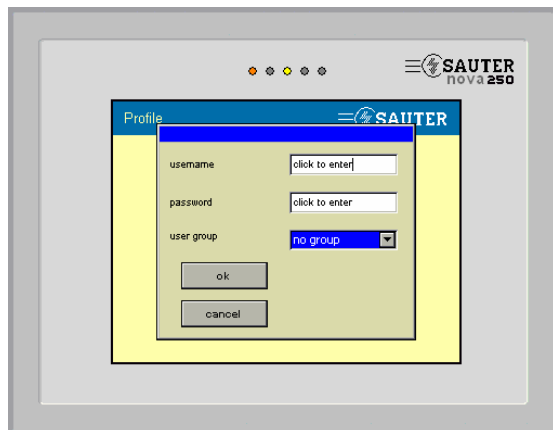 SAUTER
nova 250
Profile
SAUTER
username
click to enter
password
click to enter
user group
no group
ok
cancel